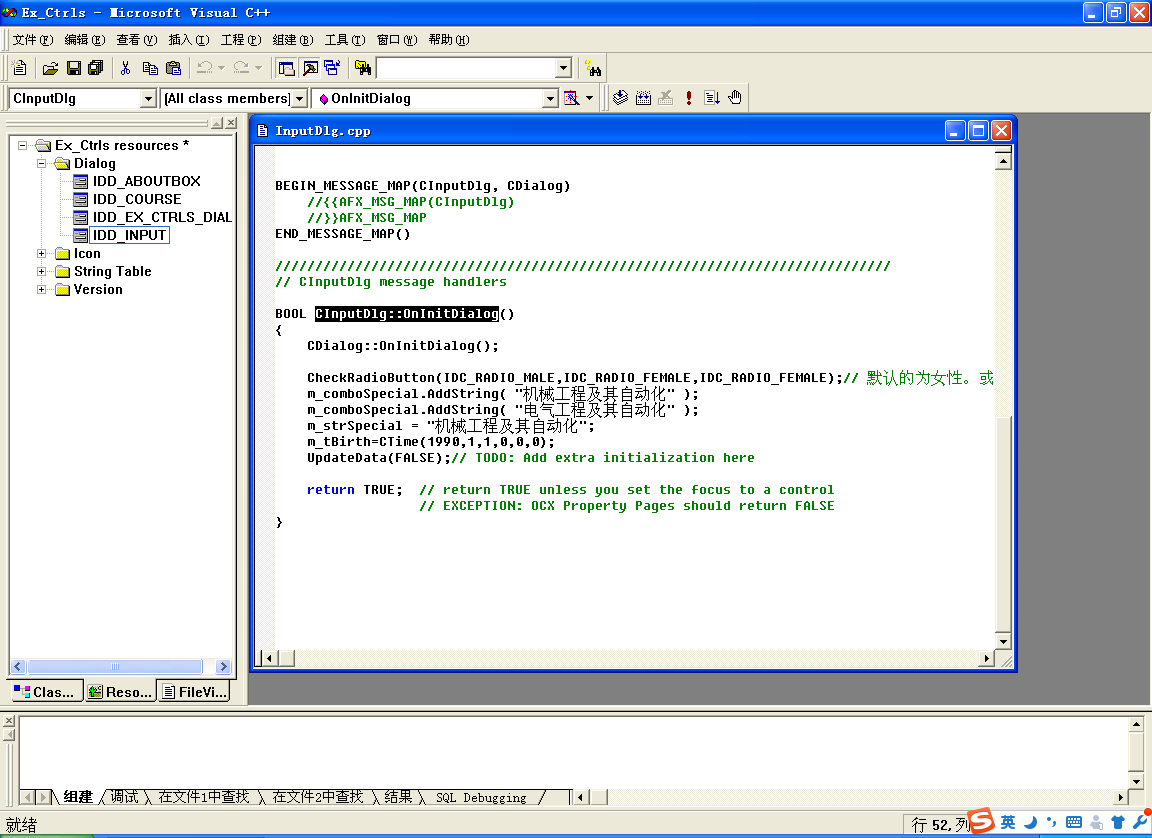 Ex_Ctrls - Microsoft Visual C++
文件(F) 编辑(E) 查看(V) 插入(I) 工程(P) 组建(B) 工具(T) 窗口(W) 帮助(H)
CInputDlg [All class members] OnInitDialog
Ex_Ctrls resources *
Dialog
IDD_ABOUTBOX
IDD_COURSE
IDD_EX_CTRLS_DIAL
IDD_INPUT
Icon
String Table
Version
Clas... Reso... FileVi...
InputDlg.cpp
BEGIN_MESSAGE_MAP(CInputDlg, CDialog)
//{{AFX_MSG_MAP(CInputDlg)
//}}AFX_MSG_MAP
END_MESSAGE_MAP()
/////////////////////////////////////////////////////////////////////////////
// CInputDlg message handlers
BOOL CInputDlg::OnInitDialog()
{
CDialog::OnInitDialog();
CheckRadioButton(IDC_RADIO_MALE,IDC_RADIO_FEMALE,IDC_RADIO_FEMALE);// 默认的为女性。或
m_comboSpecial.AddString( "机械工程及其自动化" );
m_comboSpecial.AddString( "电气工程及其自动化" );
m_strSpecial = "机械工程及其自动化";
m_tBirth=CTime(1990,1,1,0,0,0);
UpdateData(FALSE);// TODO: Add extra initialization here
return TRUE;  // return TRUE unless you set the focus to a control
// EXCEPTION: OCX Property Pages should return FALSE
}
组建 调试 在文件1中查找 在文件2中查找 结果 SQL Debugging
就绪 行 52, 列 S 英